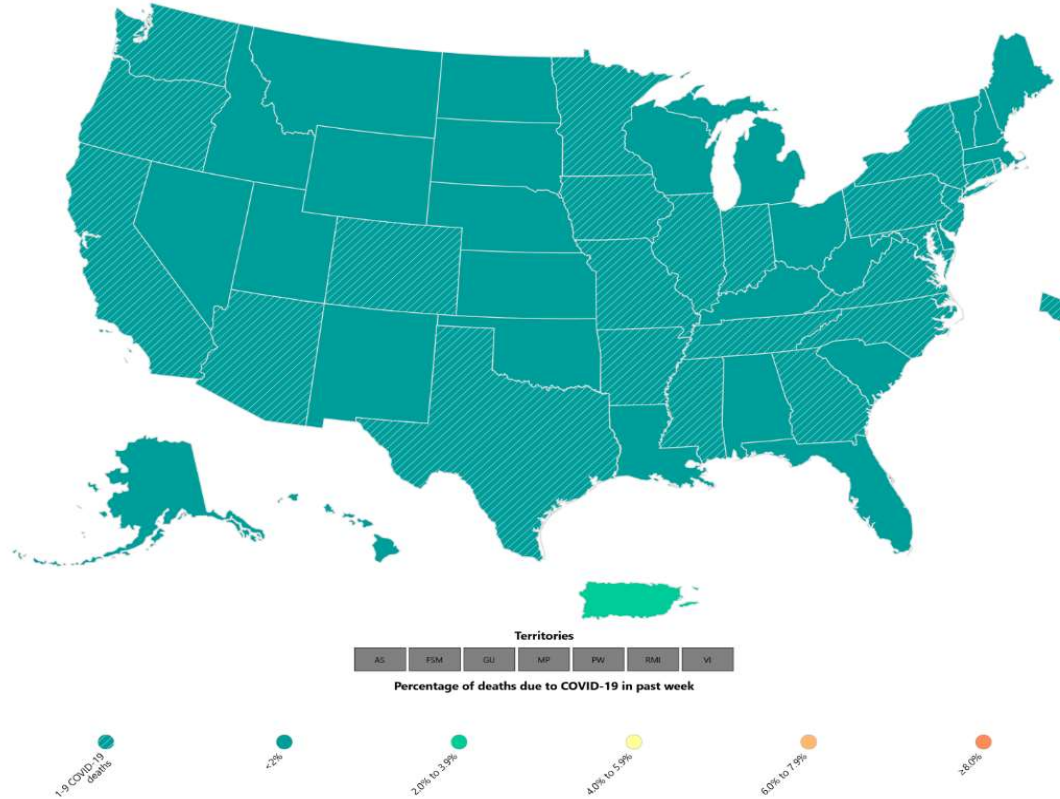 Territories
AS FSM GU MP PW RMI VI
Percentage of deaths due to COVID-19 in past week
1-9 COVID-19
deaths
<2%
2.0% to 3.9%
4.0% to 5.9%
6.0% to 7.9%
≥8.0%